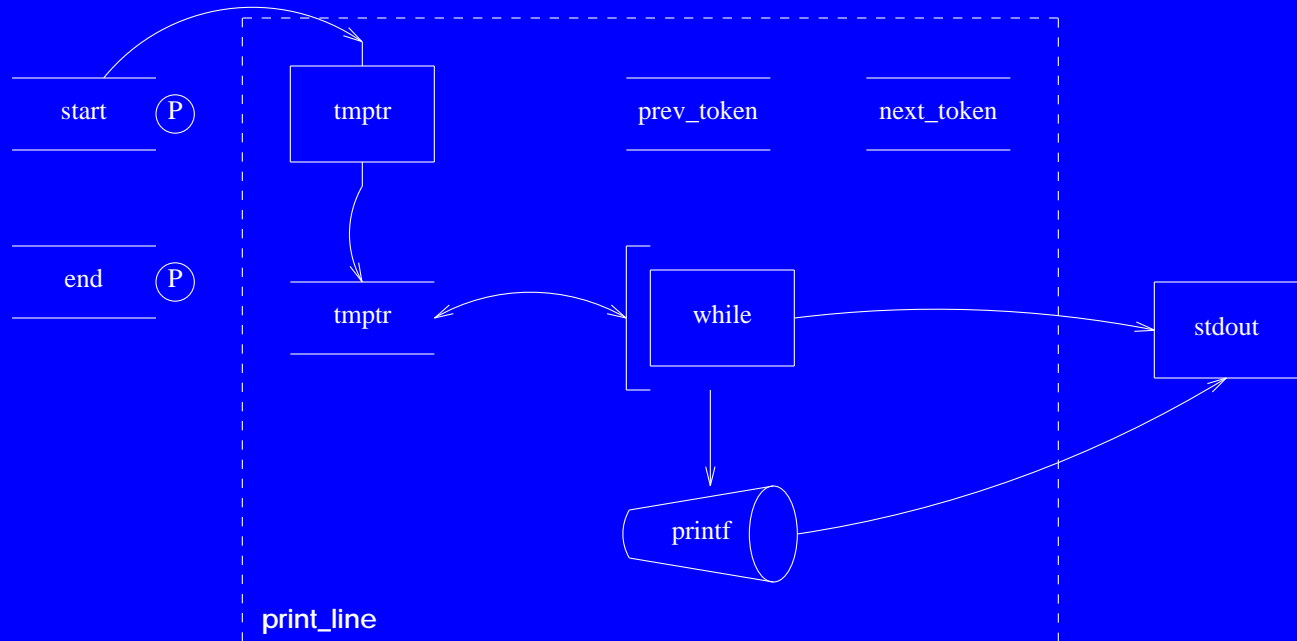 start
P
tmptr
prev_token
next_token
end
P
tmptr
while
stdout
printf
print_line